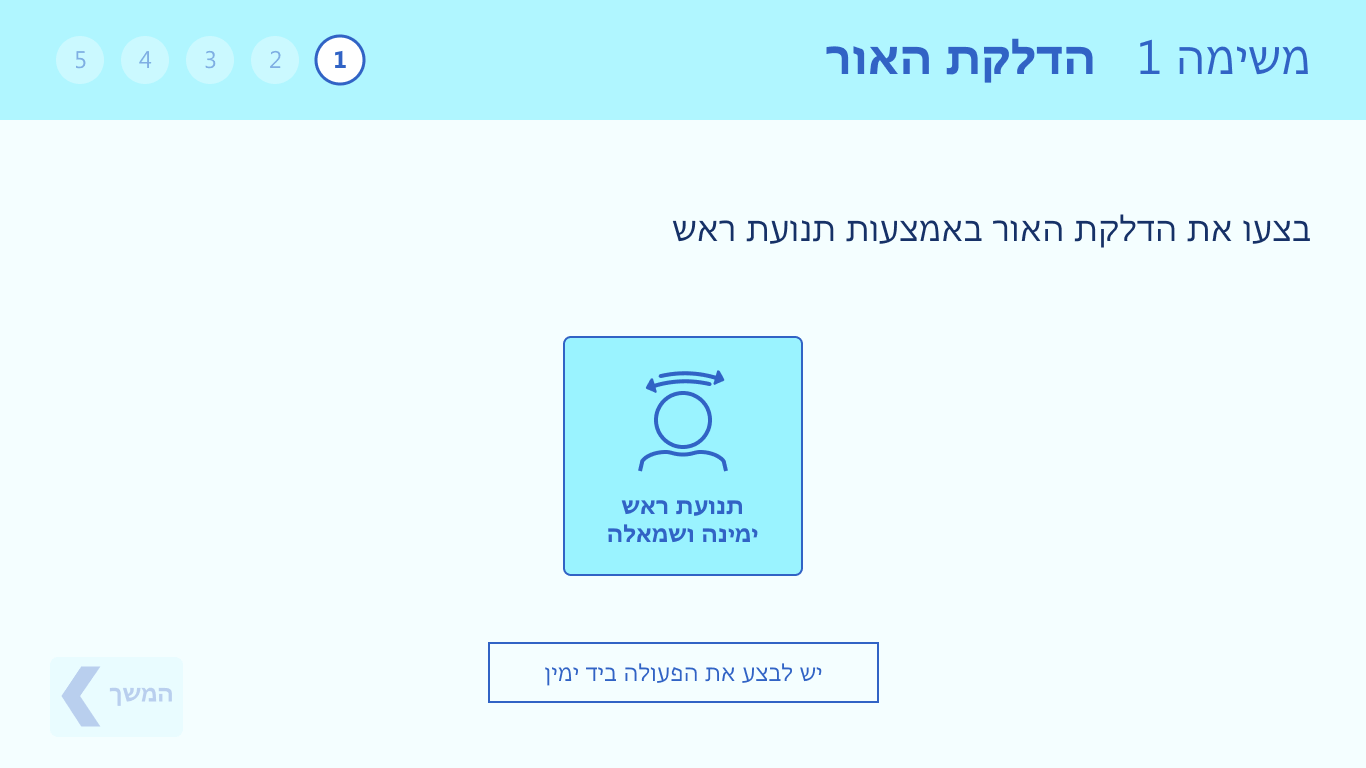 משימה 1 הדלקת האור
1 2 3 4 5
בצעו את הדלקת האור באמצעות תנועת ראש
תנועת ראש
ימינה ושמאלה
יש לבצע את הפעולה ביד ימין
המשך